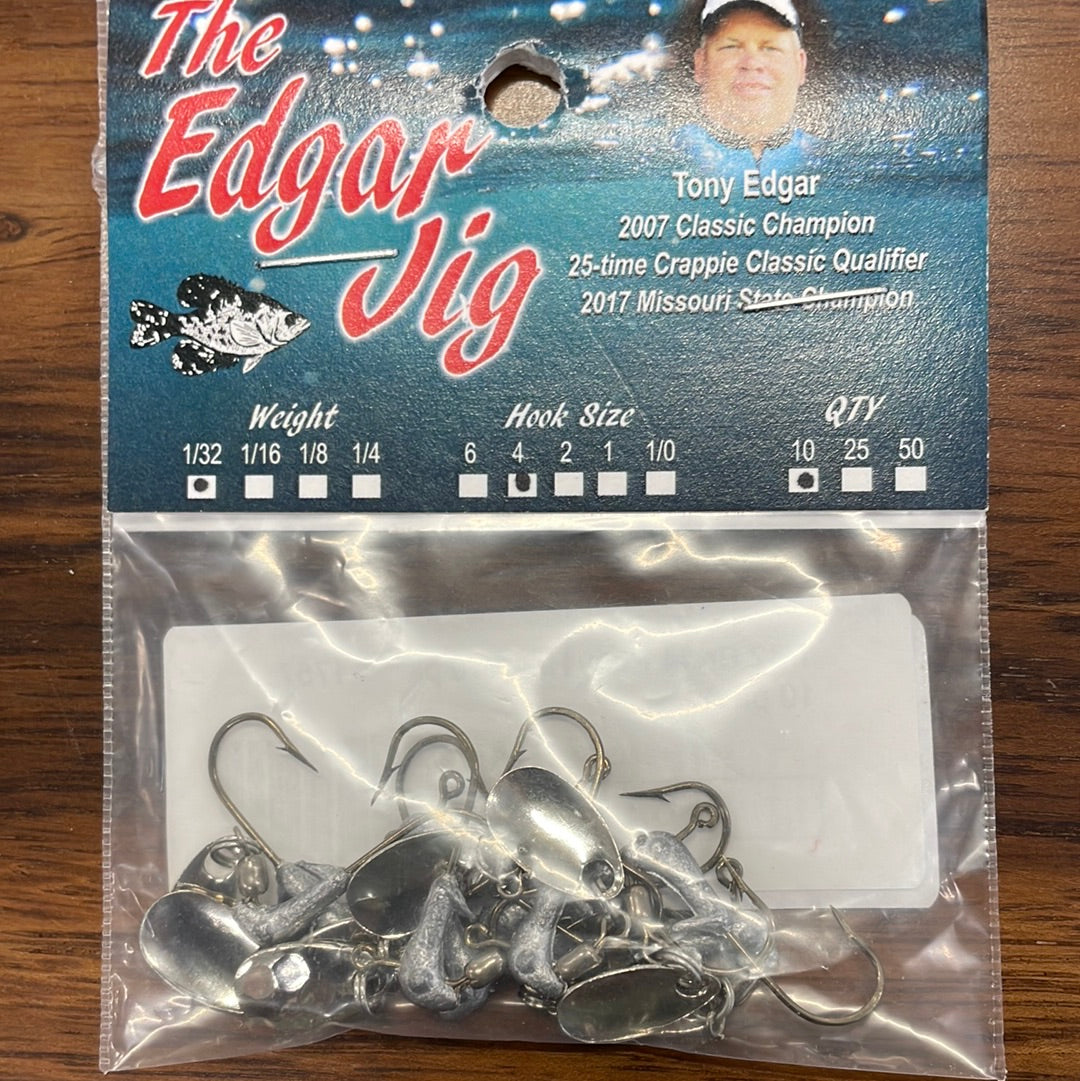 The
Edgar
Jig
Tony Edgar
2007 Classic Champion
25-time Crappie Classic Qualifier
2017 Missouri State Champion
Weight
1/32 1/16 1/8 1/4
Hook Size
6 4 2 1 1/0
QTY
10 25 50